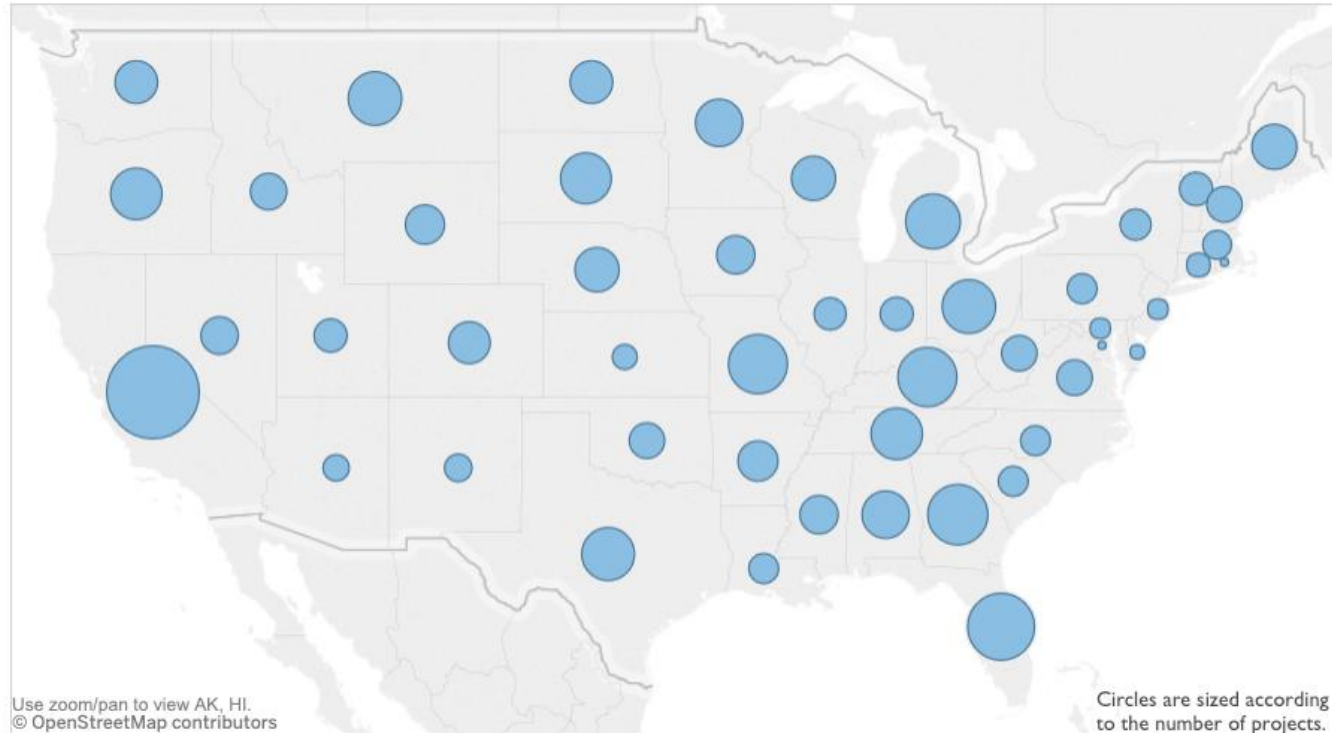 Use zoom/pan to view AK, HI.
© OpenStreetMap contributors
Circles are sized according
to the number of projects.